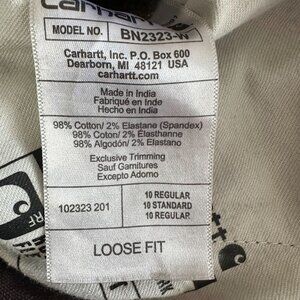 carhartt
MODEL NO. BN2323-W
Carhartt, Inc. P.O. Box 600
Dearborn, MI 48121 USA
carhartt.com
Made in India
Fabriqué en Inde
Hecho en India
98% Cotton/ 2% Elastane (Spandex)
98% Coton/ 2% Élasthanne
98% Algodón/ 2% Elastano
Exclusive Trimming
Sauf Garnitures
Excepto Adorno
102323 201
10 REGULAR
10 STANDARD
10 REGULAR
LOOSE FIT